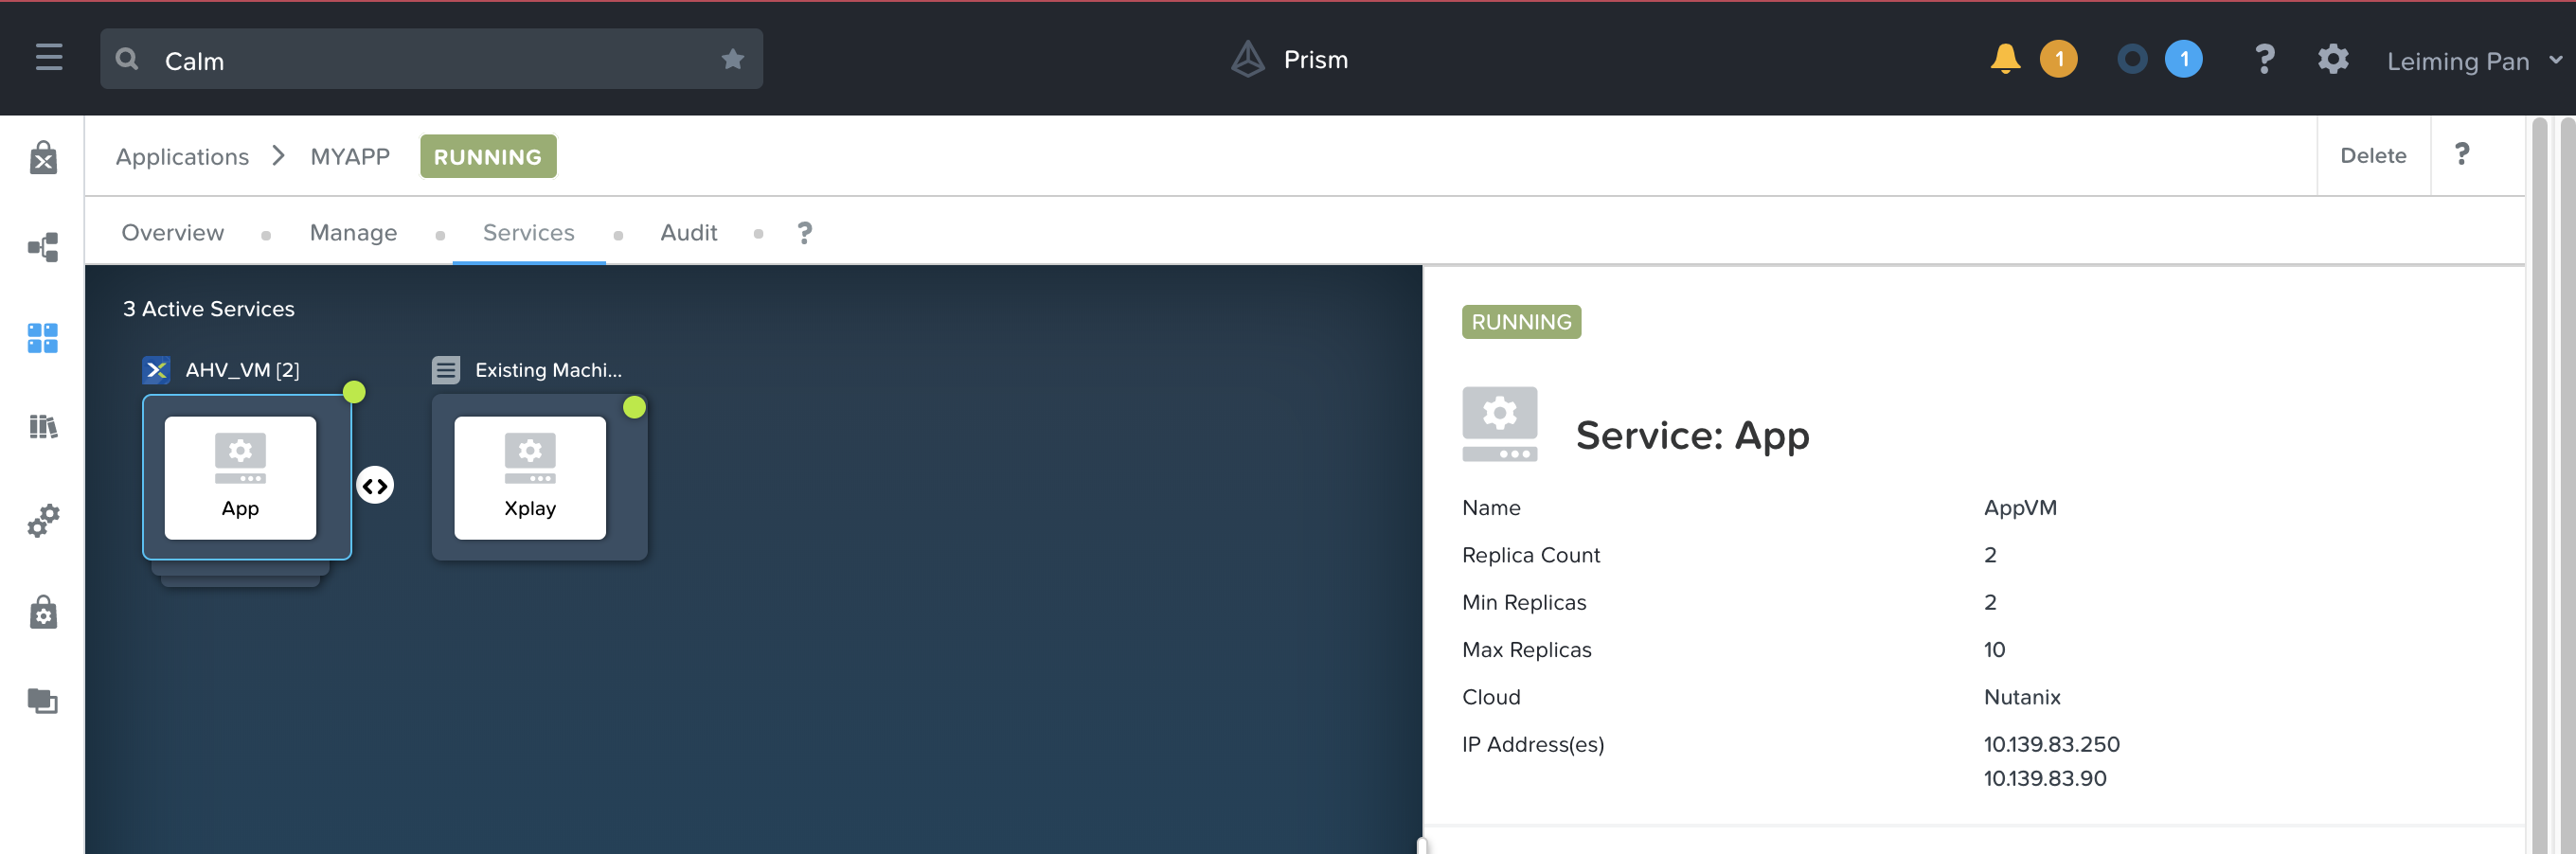 Calm
Prism
1
1
?
Leiming Pan
Applications > MYAPP RUNNING
Delete
?
Overview
Manage
Services
Audit
?
3 Active Services
AHV_VM [2]
Existing Machi...
App
Xplay
RUNNING
Service: App
Name AppVM
Replica Count 2
Min Replicas 2
Max Replicas 10
Cloud Nutanix
IP Address(es) 10.139.83.250
10.139.83.90